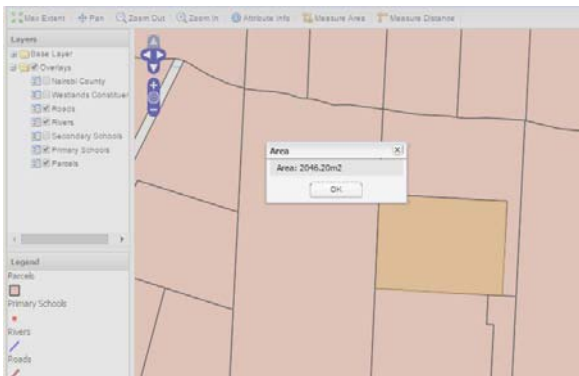 Max Extent Pan Zoom Out Zoom In Attribute Info Measure Area Measure Distance
Layers
Base Layer
Overlays
Nairobi County
Westlands Constituen
Roads
Rivers
Secondary Schools
Primary Schools
Parcels
Area
Area: 2046.20m2
OK
Legend
Parcels
Primary Schools
Rivers
Roads